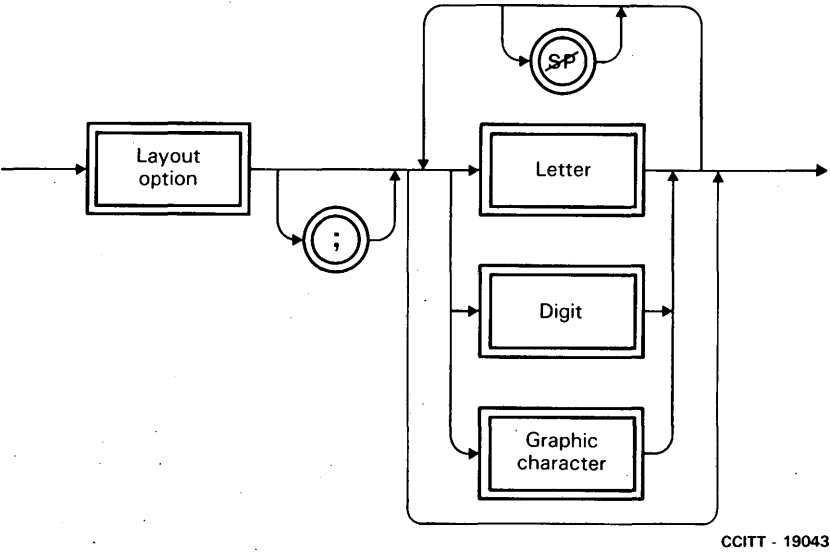 SP
Layout
option
Letter
;
Digit
Graphic
character
CCITT - 19043